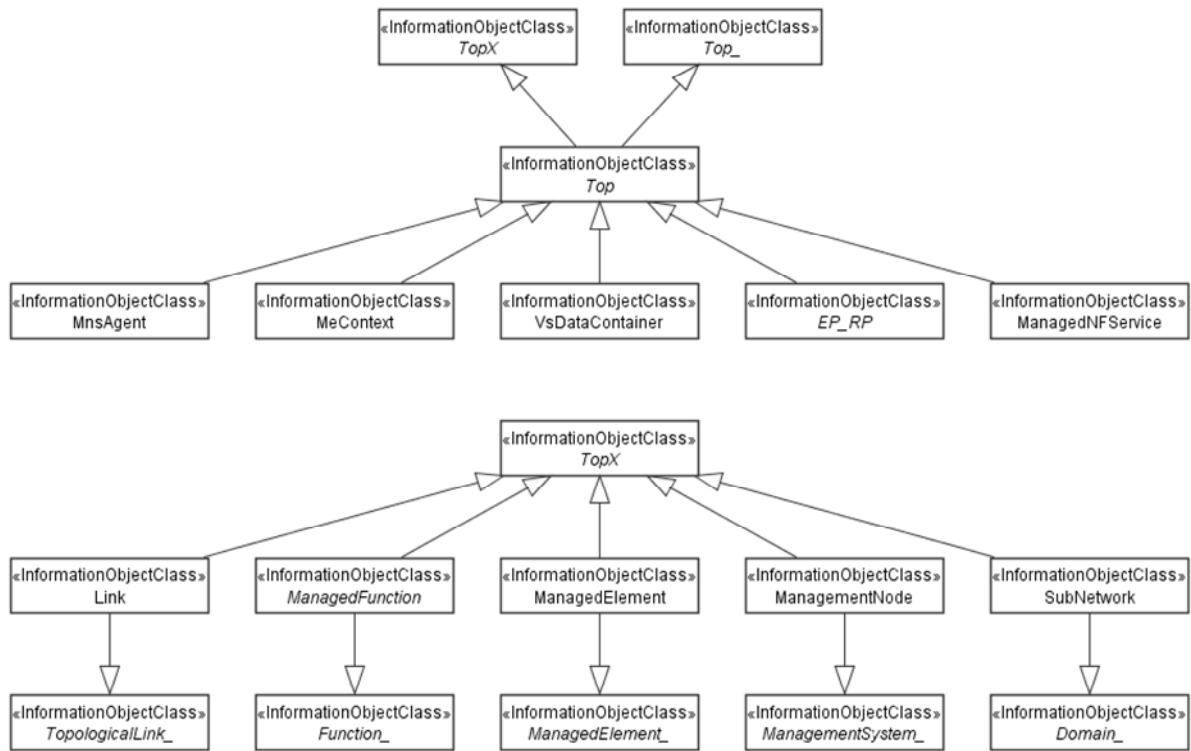 «InformationObjectClass»
TopX
«InformationObjectClass»
Top_
«InformationObjectClass»
Top
«InformationObjectClass»
MnsAgent
«InformationObjectClass»
MeContext
«InformationObjectClass»
VsDataContainer
«InformationObjectClass»
EP_RP
«InformationObjectClass»
ManagedNFService
«InformationObjectClass»
TopX
«InformationObjectClass»
Link
«InformationObjectClass»
ManagedFunction
«InformationObjectClass»
ManagedElement
«InformationObjectClass»
ManagementNode
«InformationObjectClass»
SubNetwork
«InformationObjectClass»
TopologicalLink_
«InformationObjectClass»
Function_
«InformationObjectClass»
ManagedElement_
«InformationObjectClass»
ManagementSystem_
«InformationObjectClass»
Domain_